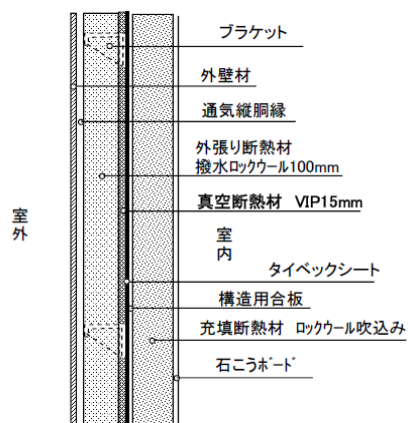 ブラケット
外壁材
通気縦胴縁
外張り断熱材
撥水ロックウール100mm
真空断熱材 VIP15mm
室外
室内
タイベックシート
構造用合板
充填断熱材 ロックウール吹込み
石こうボード